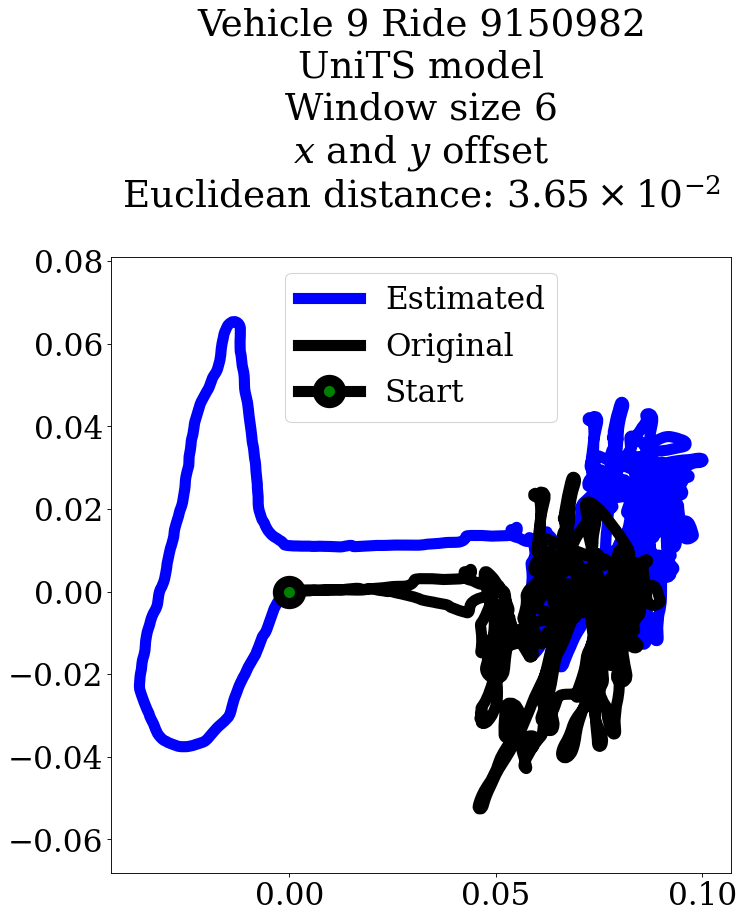 Vehicle 9 Ride 9150982
UniTS model
Window size 6
x and y offset
Euclidean distance: 3.65 × 10⁻²
0.08
0.06
0.04
0.02
0.00
−0.02
−0.04
−0.06
Estimated
Original
Start
0.00 0.05 0.10